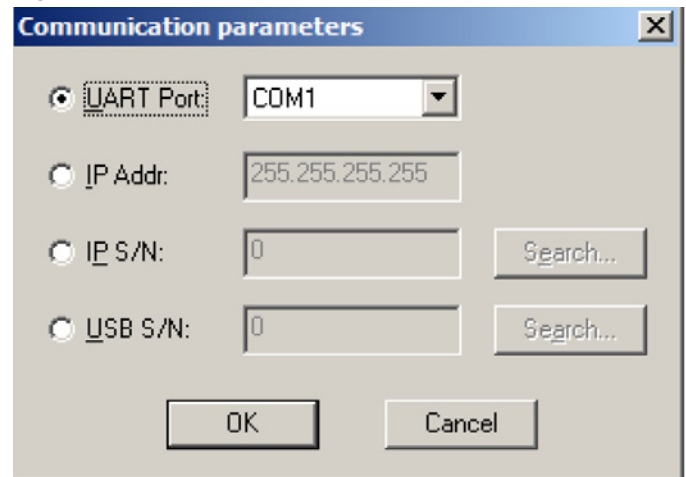 Communication parameters
UART Port: COM1
IP Addr: 255.255.255.255
IP S/N: 0 Search...
USB S/N: 0 Search...
OK Cancel